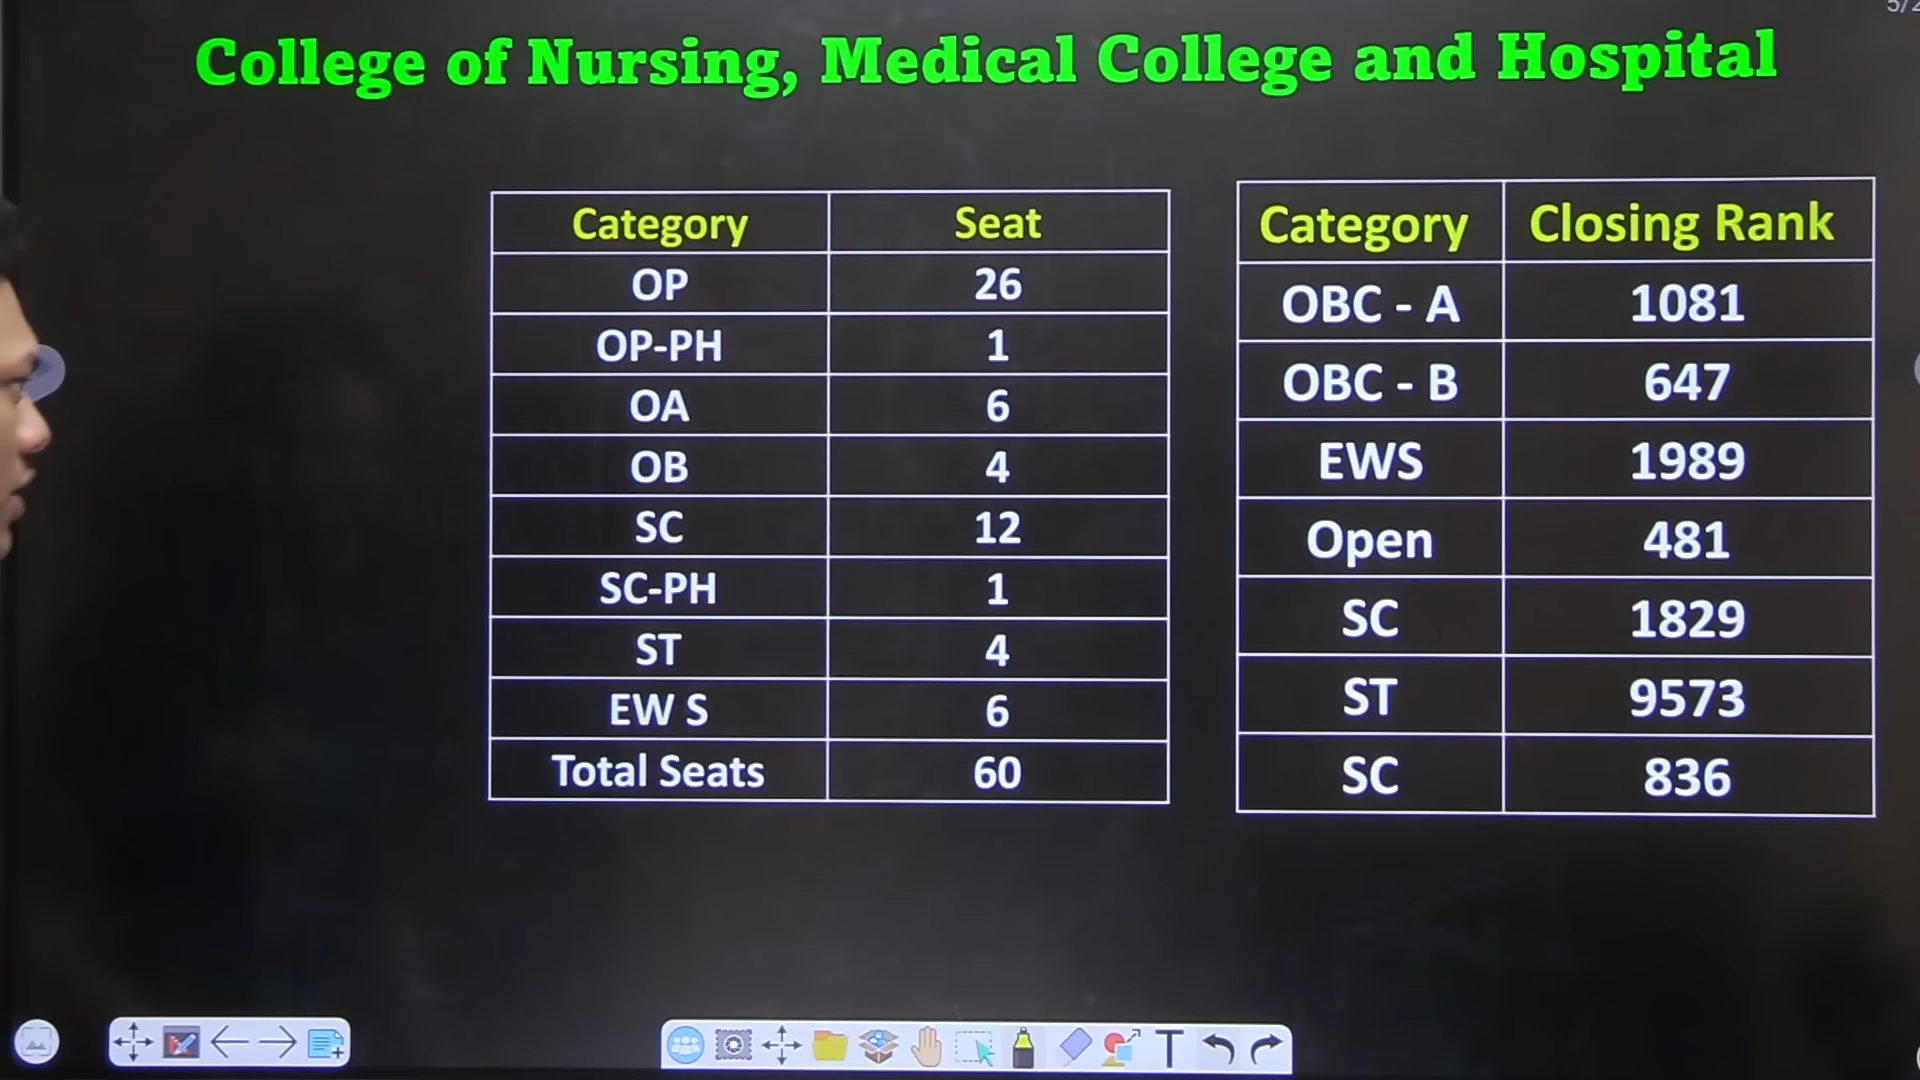 5/2
College of Nursing, Medical College and Hospital
Category Seat
OP 26
OP-PH 1
OA 6
OB 4
SC 12
SC-PH 1
ST 4
EW S 6
Total Seats 60
Category Closing Rank
OBC - A 1081
OBC - B 647
EWS 1989
Open 481
SC 1829
ST 9573
SC 836
T